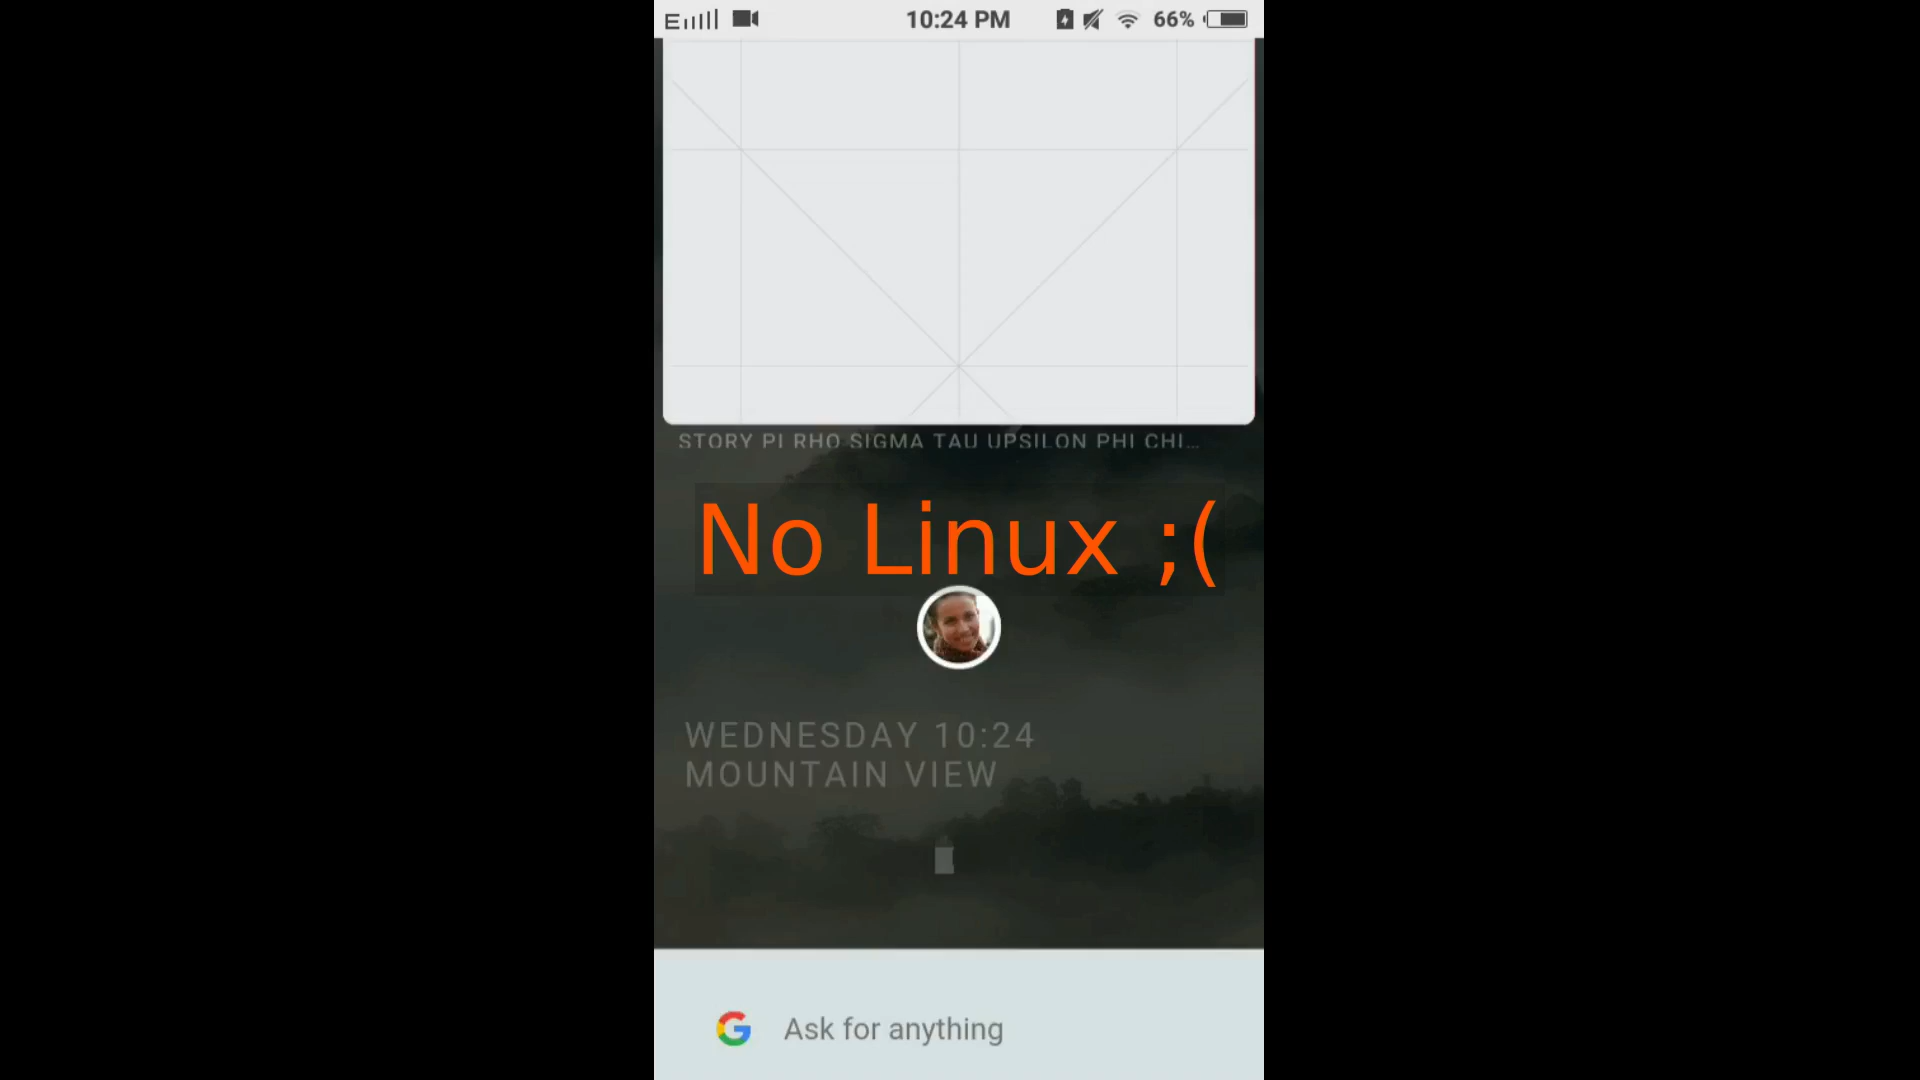 E 10:24 PM 66%
STORY PI RHO SIGMA TAU UPSILON PHI CHI...
No Linux ;(
WEDNESDAY 10:24
MOUNTAIN VIEW
G Ask for anything